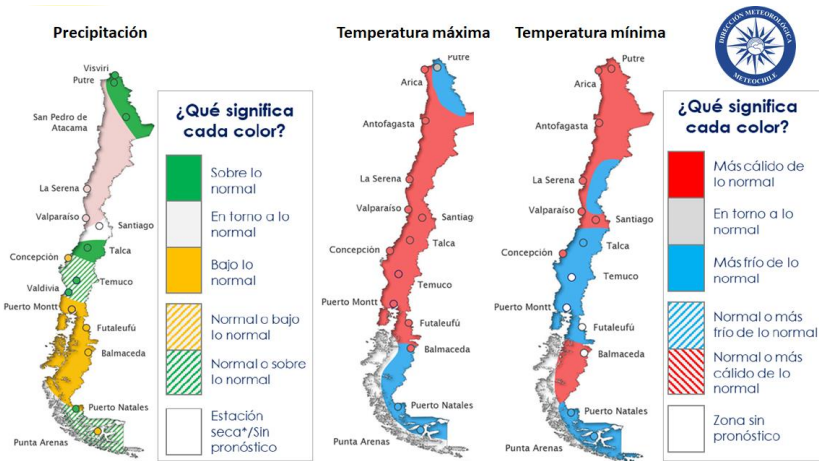 Precipitación
Visviri
Putre
San Pedro de
Atacama
La Serena
Valparaíso
Santiago
Talca
Concepción
Temuco
Valdivia
Puerto Montt
Futaleufú
Balmaceda
Puerto Natales
Punta Arenas
¿Qué significa
cada color?
Sobre lo
normal
En torno a lo
normal
Bajo lo
normal
Normal o bajo
lo normal
Normal o sobre
lo normal
Estación
seca*/Sin
pronóstico
Temperatura máxima
Putre
Arica
Antofagasta
La Serena
Valparaíso
Santiag
Talca
Concepción
Temuco
Puerto Montt
Futaleufú
Balmaceda
Puerto Natales
Punta Arenas
Temperatura mínima
Putre
Arica
Antofagasta
La Serena
Valparaíso
Santiago
Talca
Concepción
Temuco
Puerto Montt
Futaleufú
Balmaceda
Puerto Natales
Punta Arenas
DIRECCIÓN METEOROLÓGICA
METEOCHILE
¿Qué significa
cada color?
Más cálido de
lo normal
En torno a lo
normal
Más frío de lo
normal
Normal o más
frío de lo normal
Normal o más
cálido de lo
normal
Zona sin
pronóstico